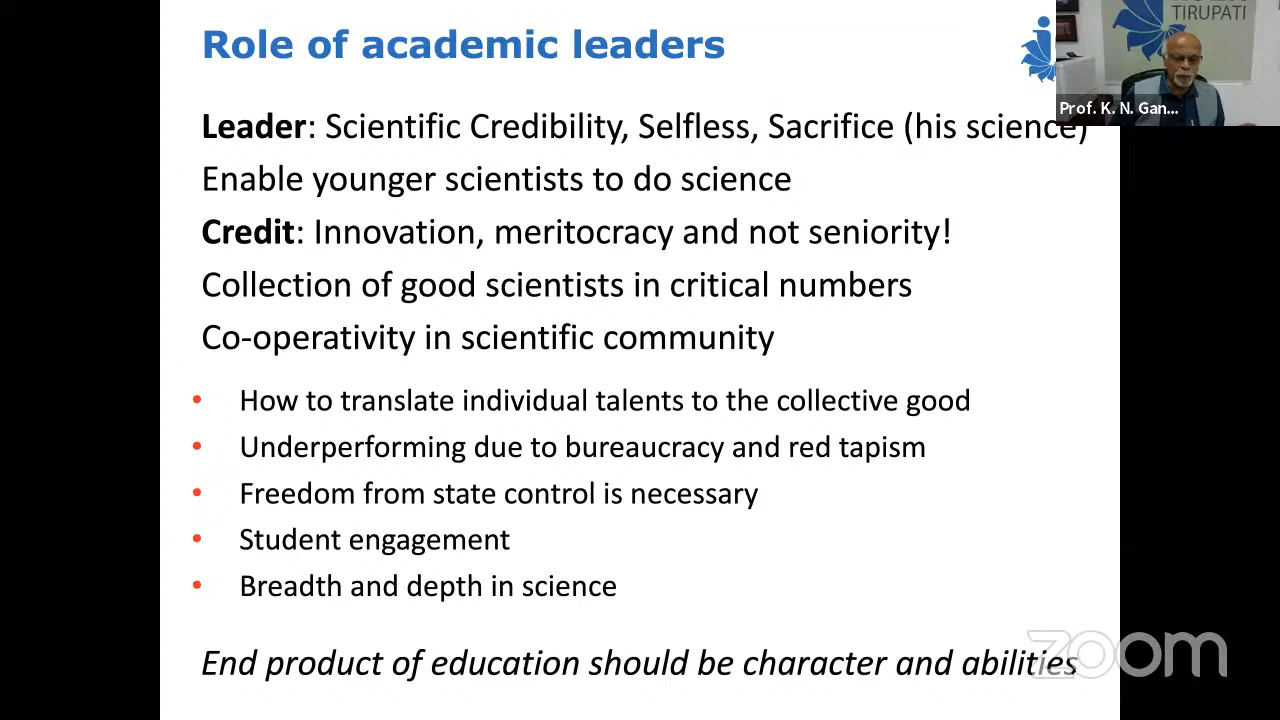 Role of academic leaders
TIRUPATI
Prof. K. N. Gan...
Leader: Scientific Credibility, Selfless, Sacrifice (his science)
Enable younger scientists to do science
Credit: Innovation, meritocracy and not seniority!
Collection of good scientists in critical numbers
Co-operativity in scientific community
• How to translate individual talents to the collective good
• Underperforming due to bureaucracy and red tapism
• Freedom from state control is necessary
• Student engagement
• Breadth and depth in science
End product of education should be character and abilities
zoom